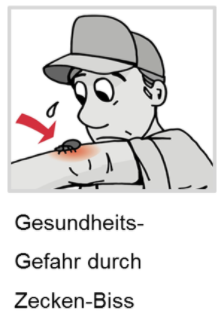 Gesundheits-
Gefahr durch
Zecken-Biss